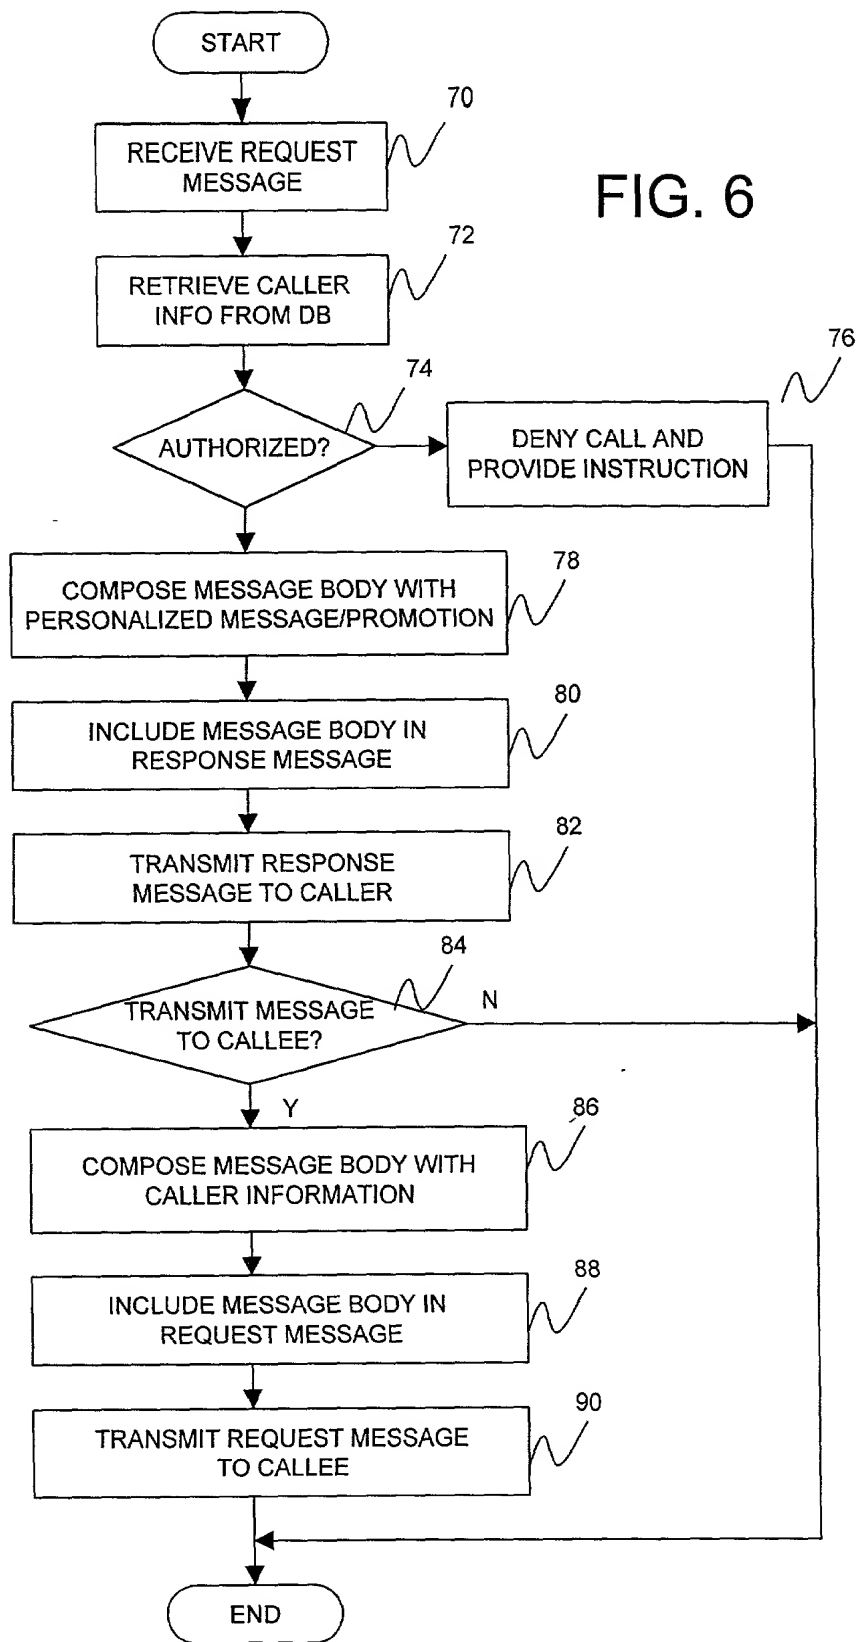 START
70
RECEIVE REQUEST
MESSAGE
FIG. 6
72
RETRIEVE CALLER
INFO FROM DB
74
76
AUTHORIZED?
DENY CALL AND
PROVIDE INSTRUCTION
78
COMPOSE MESSAGE BODY WITH
PERSONALIZED MESSAGE/PROMOTION
80
INCLUDE MESSAGE BODY IN
RESPONSE MESSAGE
82
TRANSMIT RESPONSE
MESSAGE TO CALLER
84
TRANSMIT MESSAGE
TO CALLEE?
N
Y
86
COMPOSE MESSAGE BODY WITH
CALLER INFORMATION
88
INCLUDE MESSAGE BODY IN
REQUEST MESSAGE
90
TRANSMIT REQUEST MESSAGE
TO CALLEE
END